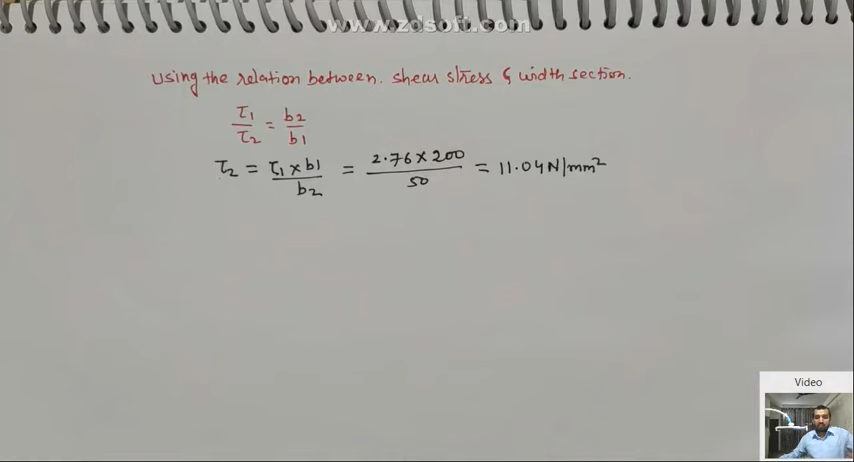 www.zdsoft.com
Using the relation between. shear stress & width section.
τ1/τ2 = b2/b1
τ2 = τ1 × b1/b2 = 2.76 × 200/50 = 11.04 N/mm²
Video